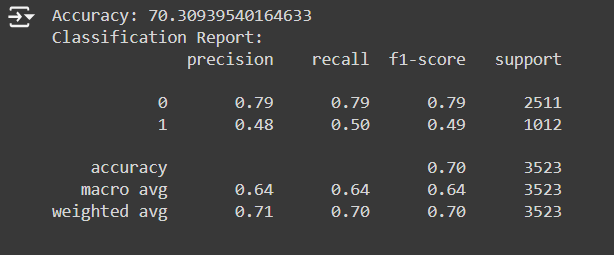 Accuracy: 70.30939540164633
Classification Report:
precision recall f1-score support
0 0.79 0.79 0.79 2511
1 0.48 0.50 0.49 1012
accuracy 0.70 3523
macro avg 0.64 0.64 0.64 3523
weighted avg 0.71 0.70 0.70 3523